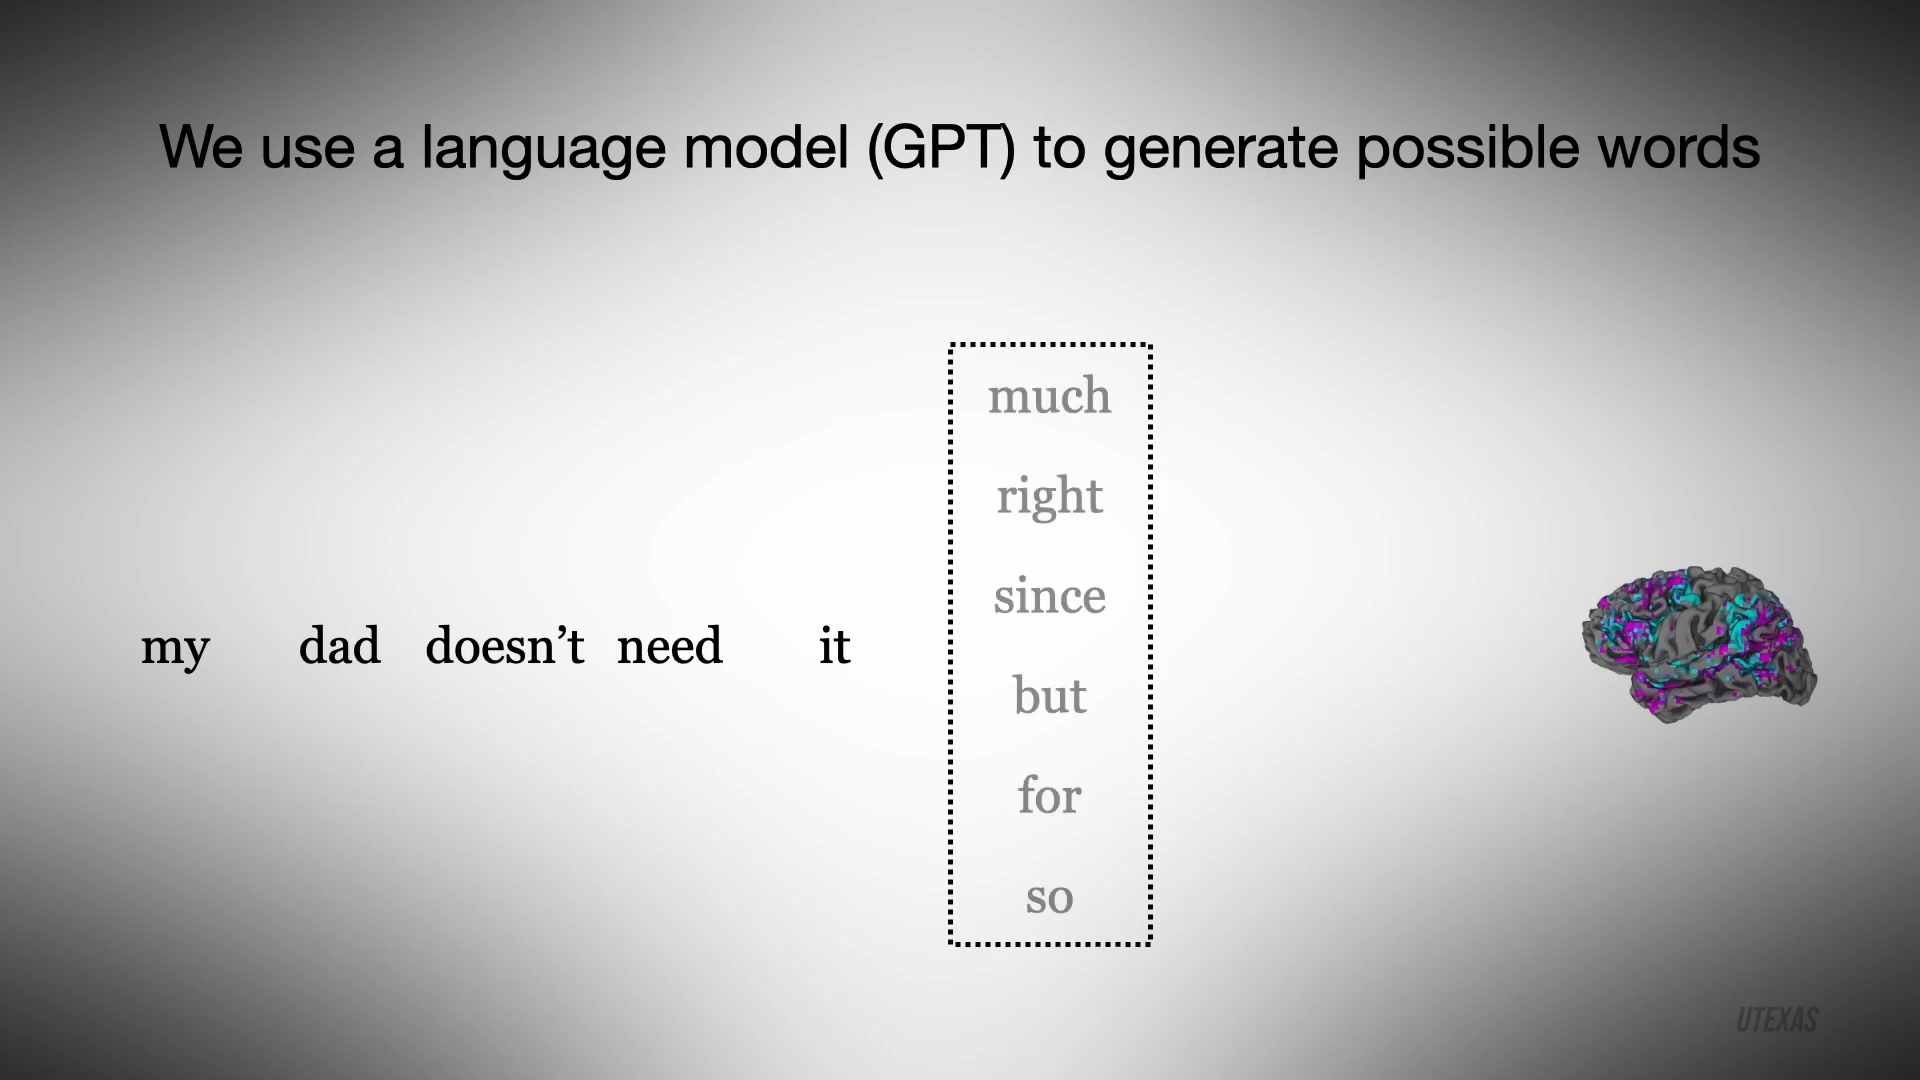 We use a language model (GPT) to generate possible words
much
right
since
my dad doesn’t need it
but
for
so
UTEXAS